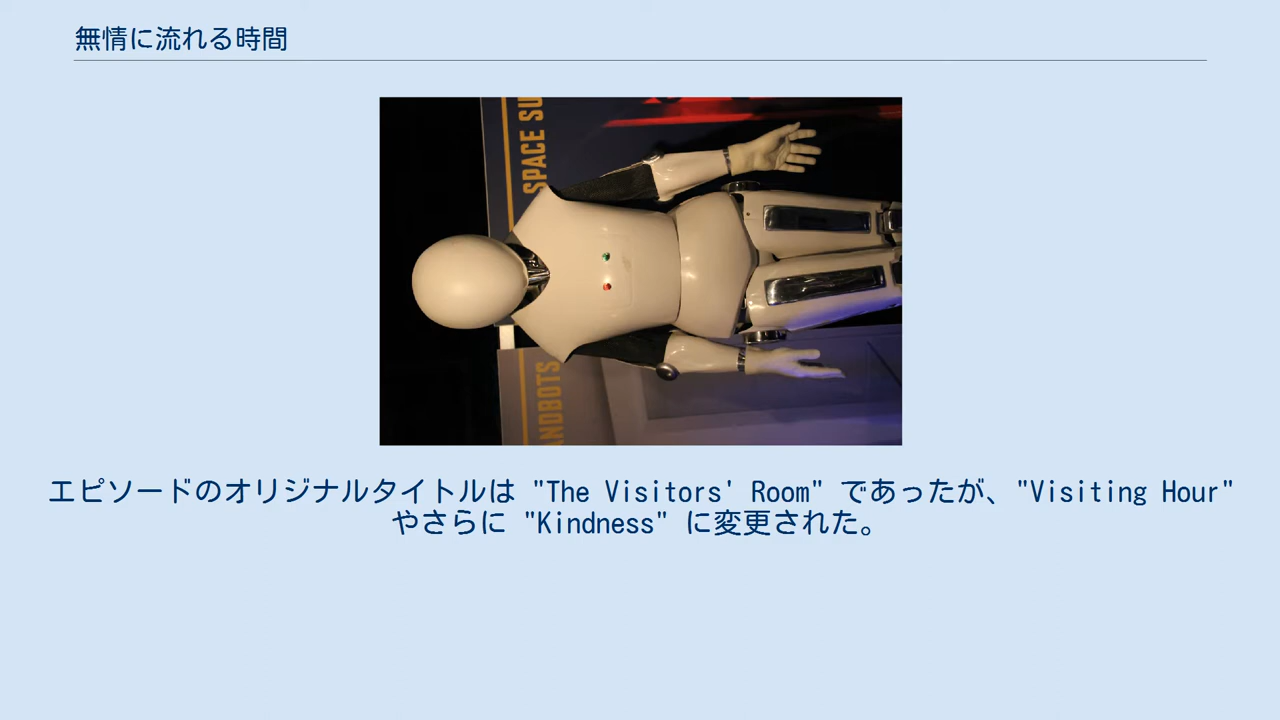 無情に流れる時間
SPACE SU
ANDBOTS
エピソードのオリジナルタイトルは "The Visitors' Room" であったが、"Visiting Hour"
やさらに "Kindness" に変更された。